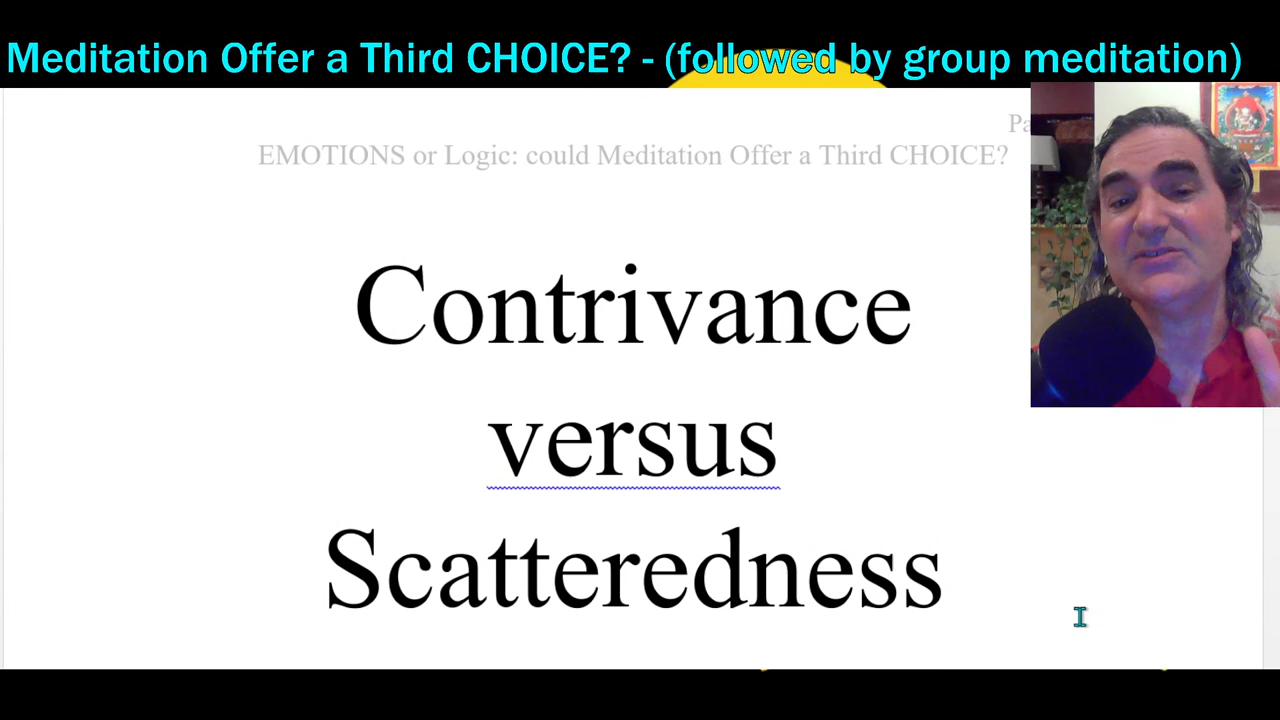 Meditation Offer a Third CHOICE? - (followed by group meditation)
EMOTIONS or Logic: could Meditation Offer a Third CHOICE?
Contrivance
versus
Scatteredness